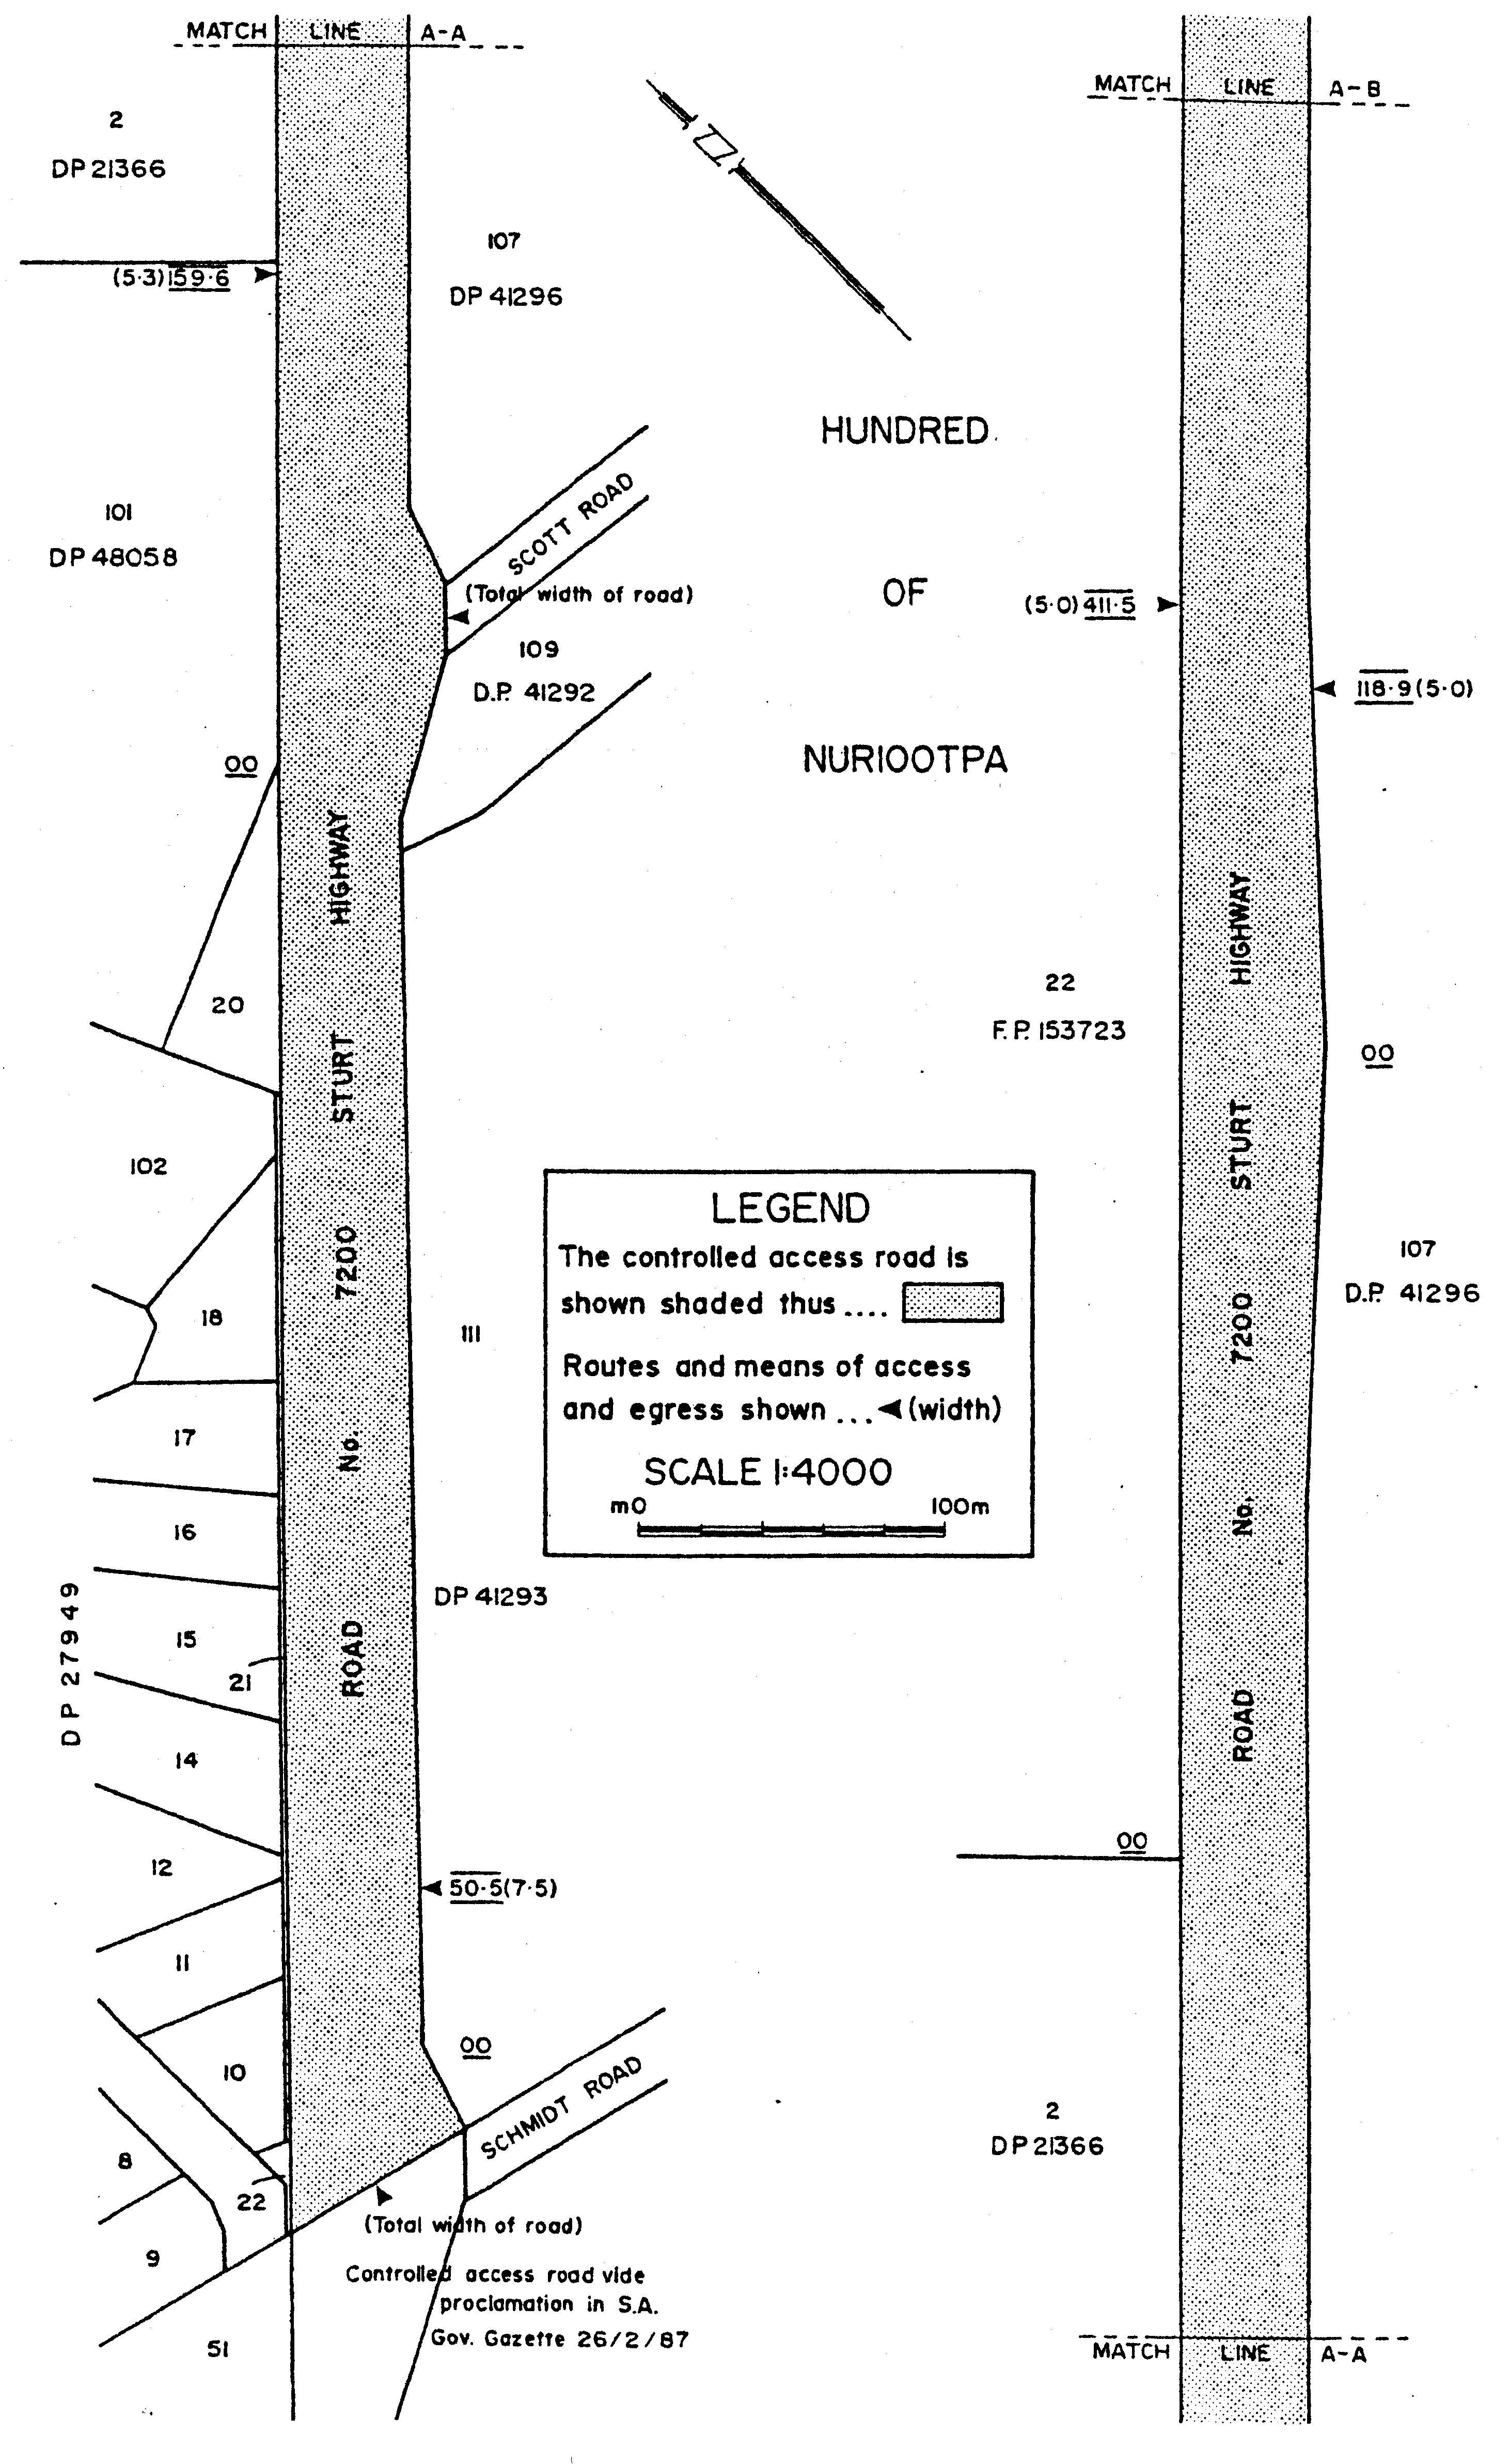 MATCH LINE A-A
2
DP 21366
(5·3) 159·6
107
DP 41296
101
DP 48058
SCOTT ROAD
(Total width of road)
109
D.P. 41292
00
20
102
18
17
16
15
21
14
12
11
10
8
22
9
51
DP 27949
ROAD No. 7200 STURT HIGHWAY
111
DP 41293
50·5 (7·5)
00
SCHMIDT ROAD
(Total width of road)
Controlled access road vide
proclamation in S.A.
Gov. Gazette 26/2/87
HUNDRED
OF
NURIOOTPA
LEGEND
The controlled access road is
shown shaded thus ....
Routes and means of access
and egress shown ... (width)
SCALE 1:4000
m0 100m
MATCH LINE A-B
(5·0) 411·5
118·9 (5·0)
22
F.P. 153723
00
ROAD No. 7200 STURT HIGHWAY
107
D.P. 41296
00
2
DP 21366
MATCH LINE A-A